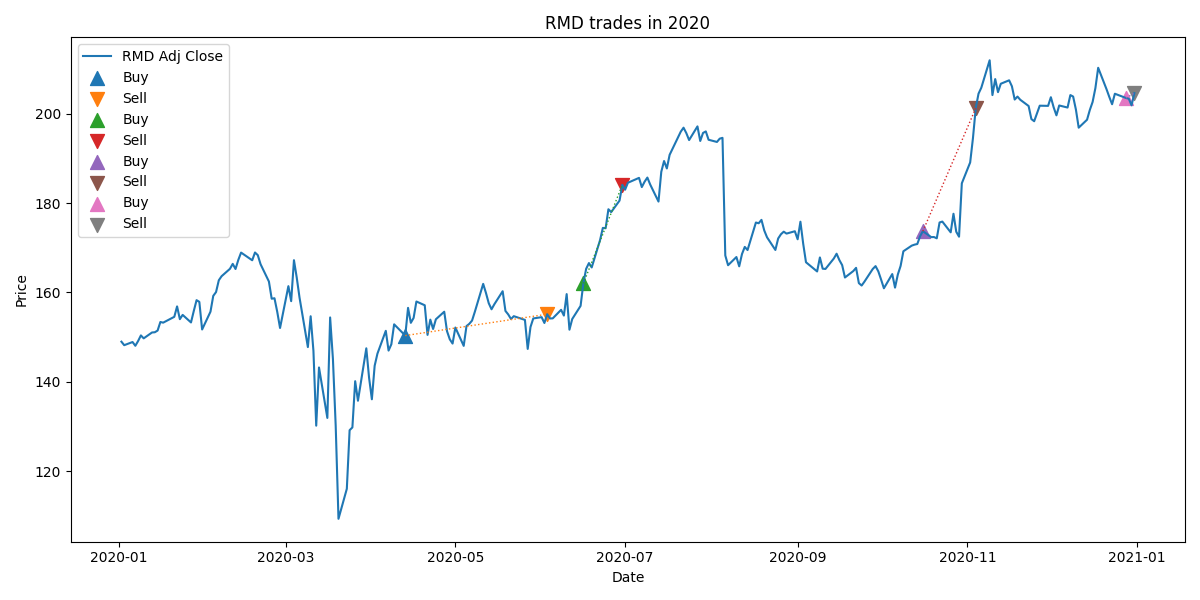 RMD trades in 2020
RMD Adj Close
Buy
Sell
Buy
Sell
Buy
Sell
Buy
Sell
Price
200
180
160
140
120
2020-01
2020-03
2020-05
2020-07
2020-09
2020-11
2021-01
Date